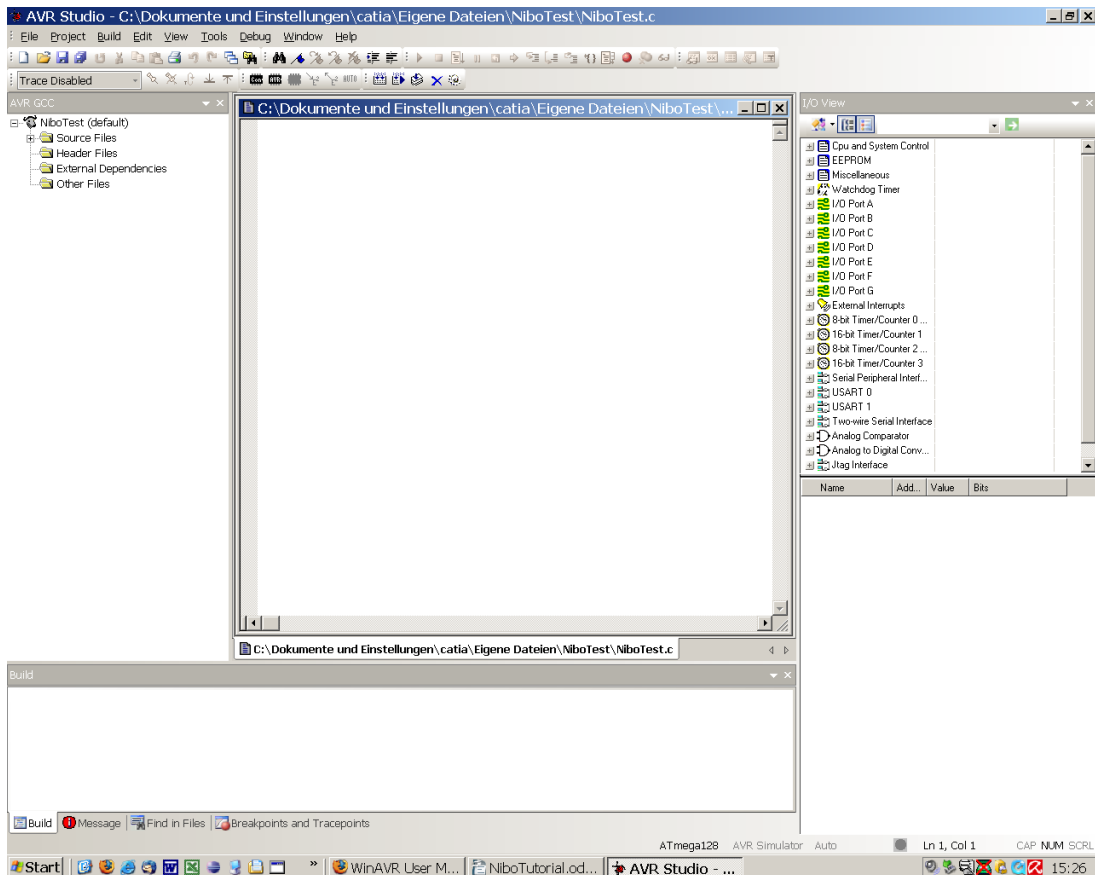 AVR Studio - C:\Dokumente und Einstellungen\catia\Eigene Dateien\NiboTest\NiboTest.c
File Project Build Edit View Tools Debug Window Help
Trace Disabled
AVR GCC
NiboTest (default)
Source Files
Header Files
External Dependencies
Other Files
C:\Dokumente und Einstellungen\catia\Eigene Dateien\NiboTest\...
C:\Dokumente und Einstellungen\catia\Eigene Dateien\NiboTest\NiboTest.c
I/O View
Cpu and System Control
EEPROM
Miscellaneous
Watchdog Timer
I/O Port A
I/O Port B
I/O Port C
I/O Port D
I/O Port E
I/O Port F
I/O Port G
External Interrupts
8-bit Timer/Counter 0 ...
16-bit Timer/Counter 1
8-bit Timer/Counter 2 ...
16-bit Timer/Counter 3
Serial Peripheral Interf...
USART 0
USART 1
Two-wire Serial Interface
Analog Comparator
Analog to Digital Conv...
Jtag Interface
Name Add... Value Bits
Build
Build Message Find in Files Breakpoints and Tracepoints
ATmega128 AVR Simulator Auto Ln 1, Col 1 CAP NUM SCRL
Start » WinAVR User M... NiboTutorial.od... AVR Studio - ... 15:26